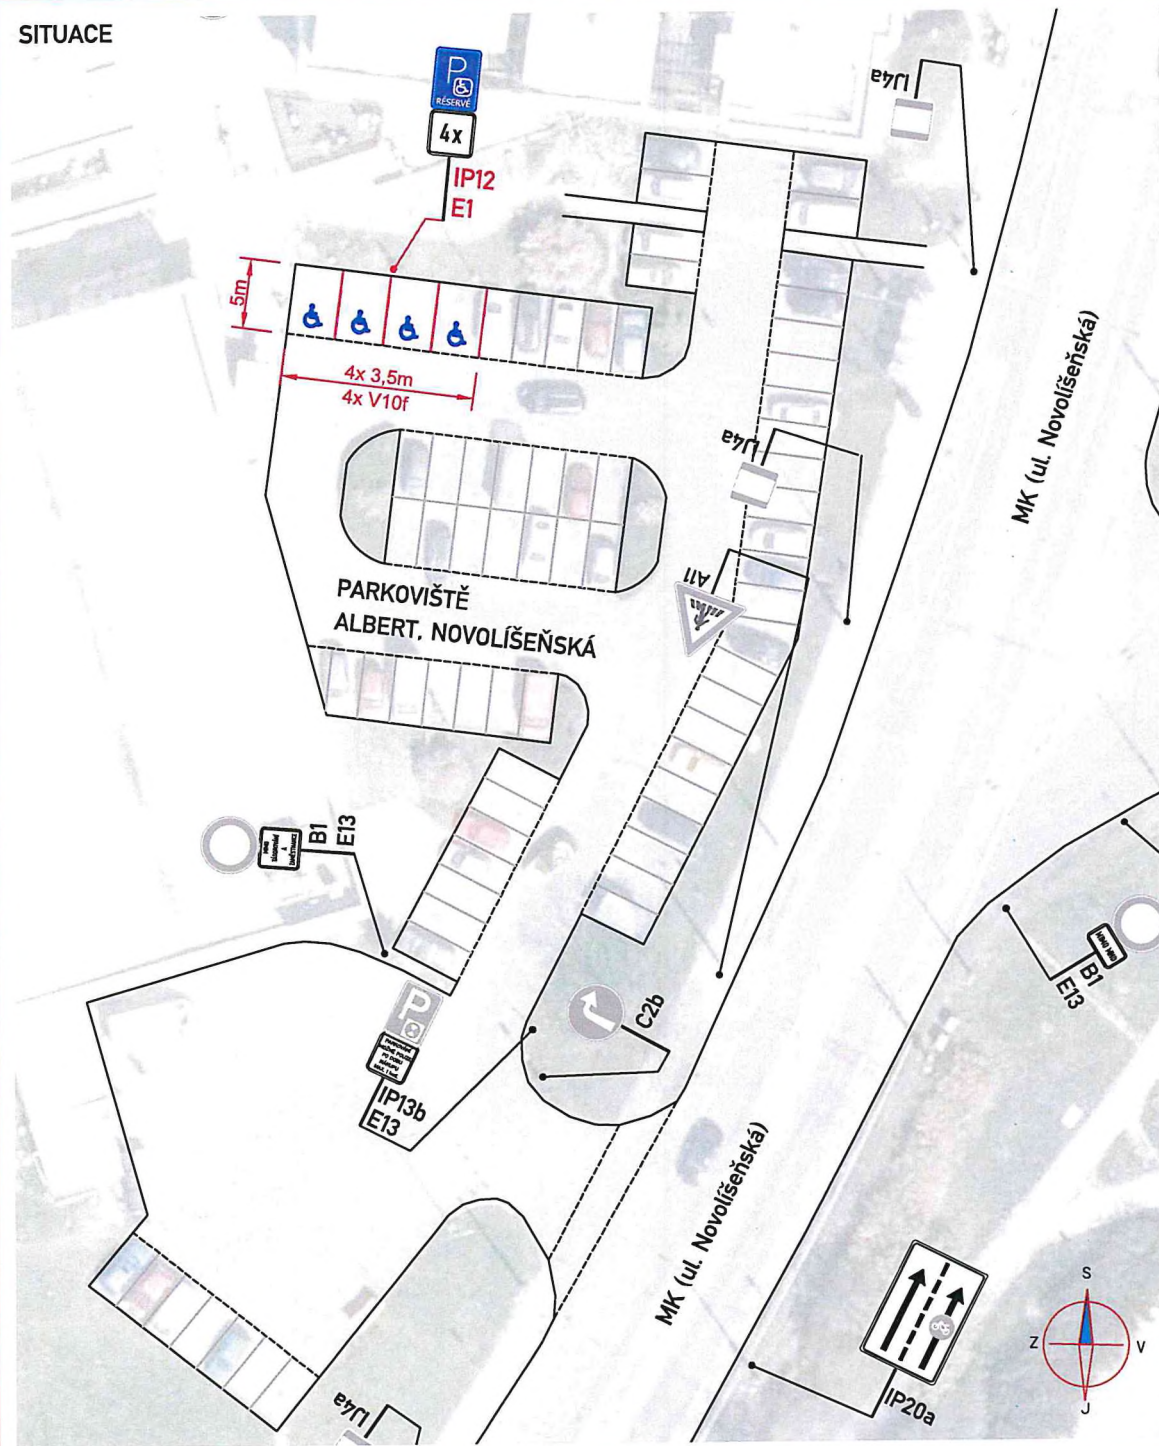 SITUACE
P
RÉSERVÉ
4x
IP12
E1
IJ4a
5m
4x 3,5m
4x V10f
MK (ul. Novolíšeňská)
IJ4a
A11
PARKOVIŠTĚ
ALBERT, NOVOLÍŠEŇSKÁ
B1
E13
P
IP13b
E13
C2b
B1
E13
MK (ul. Novolíšeňská)
IP20a
IJ4a
S
Z
V
J